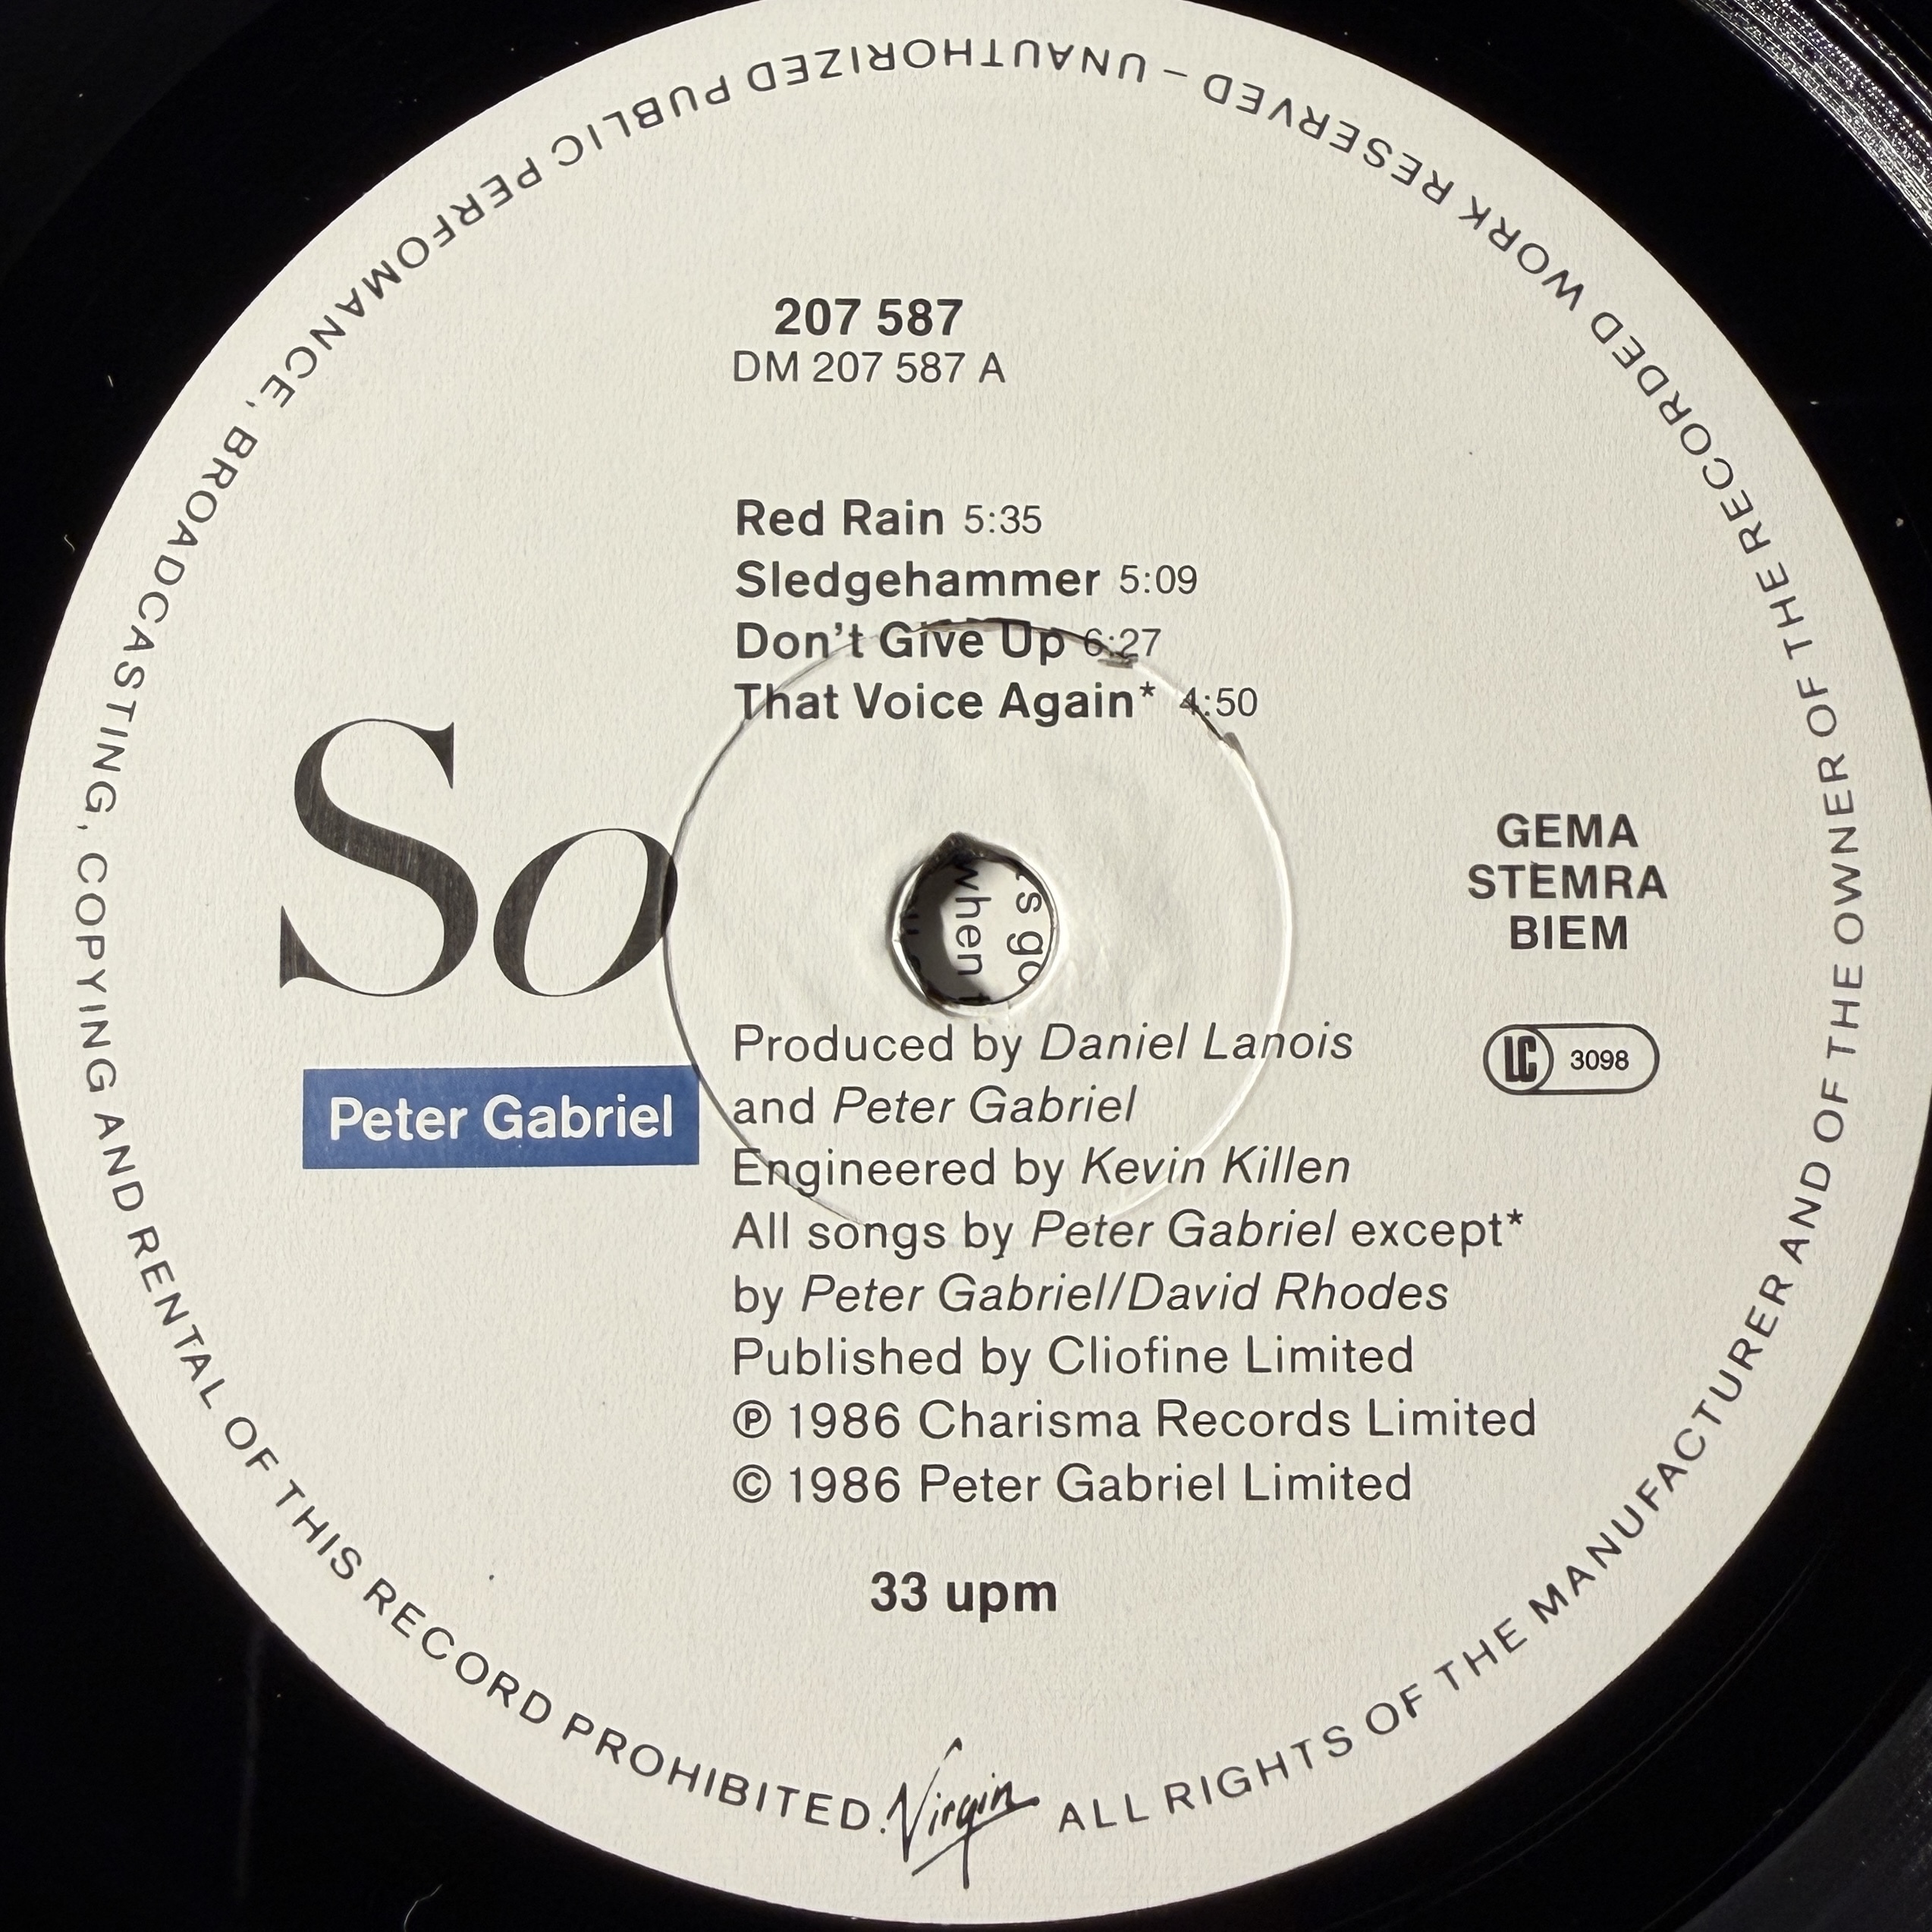 207 587
DM 207 587 A
Red Rain 5:35
Sledgehammer 5:09
Don't Give Up 6:27
That Voice Again* 4:50
So
Peter Gabriel
GEMA
STEMRA
BIEM
LC 3098
ts go
when t
Produced by Daniel Lanois
and Peter Gabriel
Engineered by Kevin Killen
All songs by Peter Gabriel except*
by Peter Gabriel/David Rhodes
Published by Cliofine Limited
℗ 1986 Charisma Records Limited
© 1986 Peter Gabriel Limited
33 upm
Virgin
ALL RIGHTS OF THE MANUFACTURER AND OF THE OWNER OF THE RECORDED WORK RESERVED – UNAUTHORIZED PUBLIC PERFOMANCE, BROADCASTING, COPYING AND RENTAL OF THIS RECORD PROHIBITED.